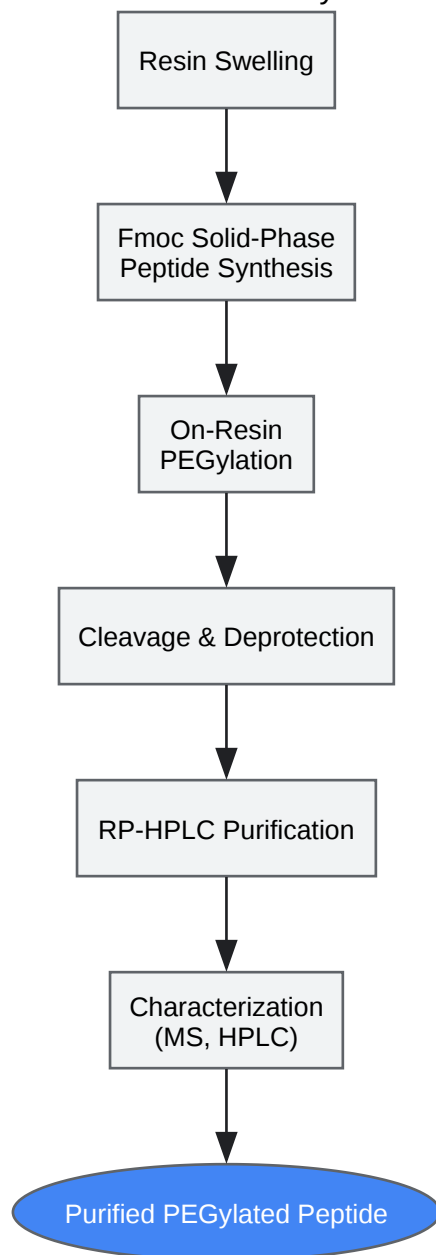 Resin Swelling
Fmoc Solid-Phase
Peptide Synthesis
On-Resin
PEGylation
Cleavage & Deprotection
RP-HPLC Purification
Characterization
(MS, HPLC)
Purified PEGylated Peptide